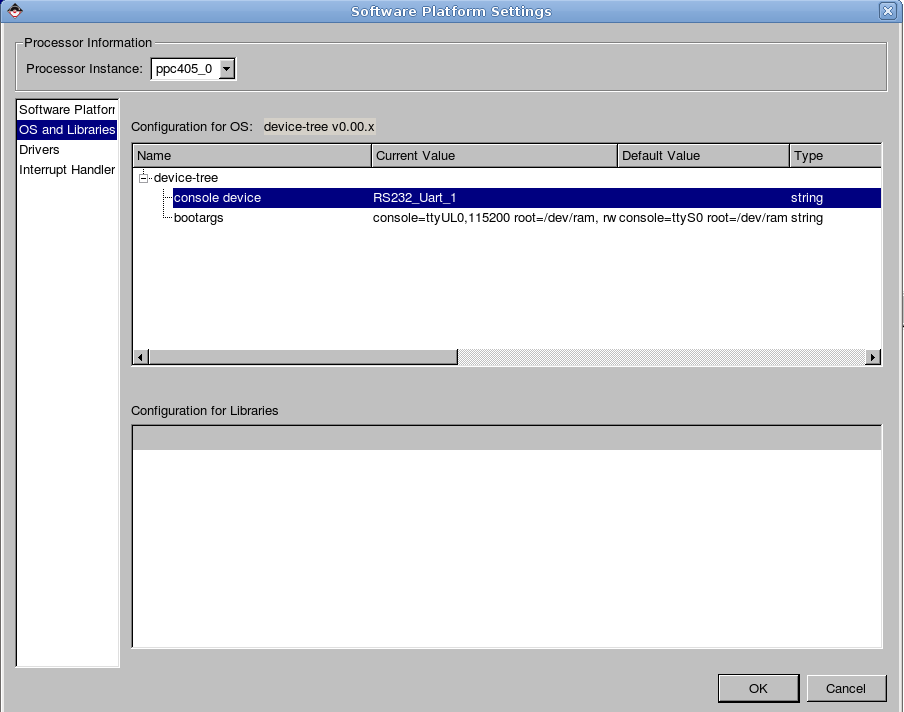 Software Platform Settings
Processor Information
Processor Instance: ppc405_0
Software Platfor
OS and Libraries
Drivers
Interrupt Handler
Configuration for OS: device-tree v0.00.x
Name Current Value Default Value Type
device-tree
console device RS232_Uart_1 string
bootargs console=ttyUL0,115200 root=/dev/ram, rw console=ttyS0 root=/dev/ram string
Configuration for Libraries
OK Cancel